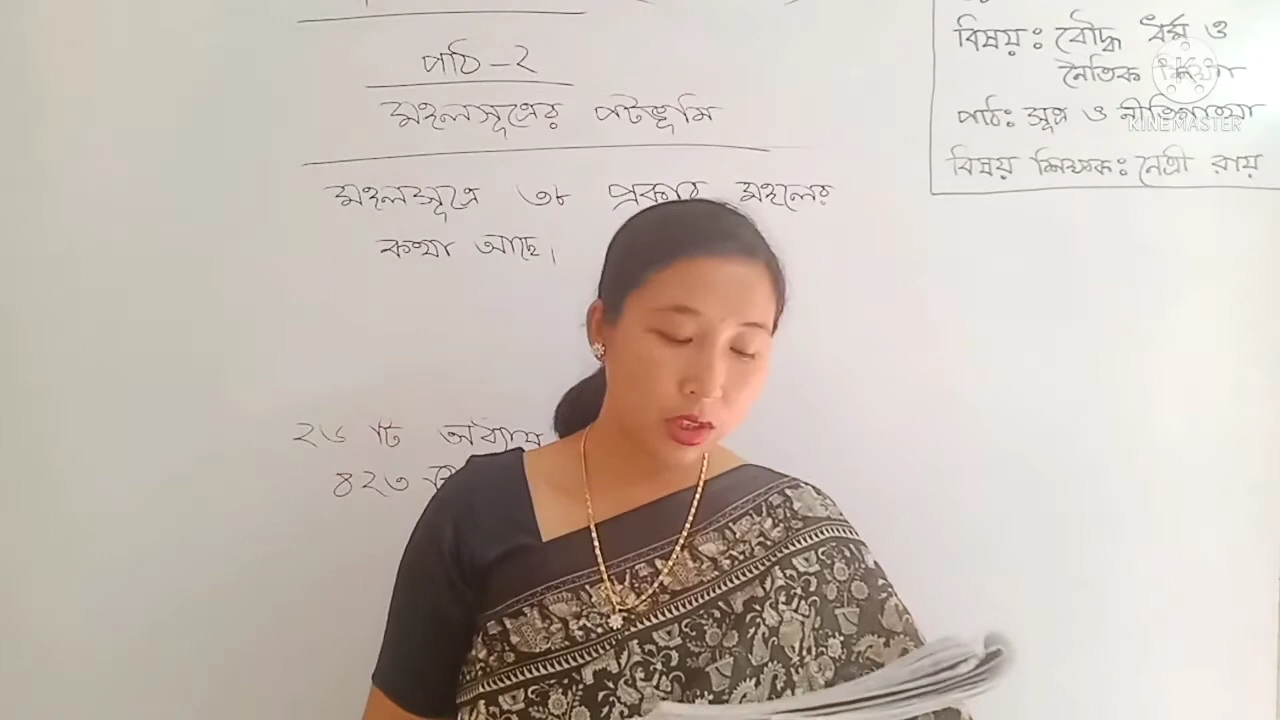 পাঠ-২
মঙ্গলসূত্রের পটভূমি
মঙ্গলসূত্রে ৩৮ প্রকার মঙ্গলের
কথা আছে।
২৬ টি অধ্যায়
৪২৩
বিষয়ঃ বৌদ্ধ ধর্ম ও
নৈতিক শিক্ষা
পাঠঃ সূত্র ও নীতিগাথা
বিষয় শিক্ষকঃ নৈত্রী রায়
KINEMASTER